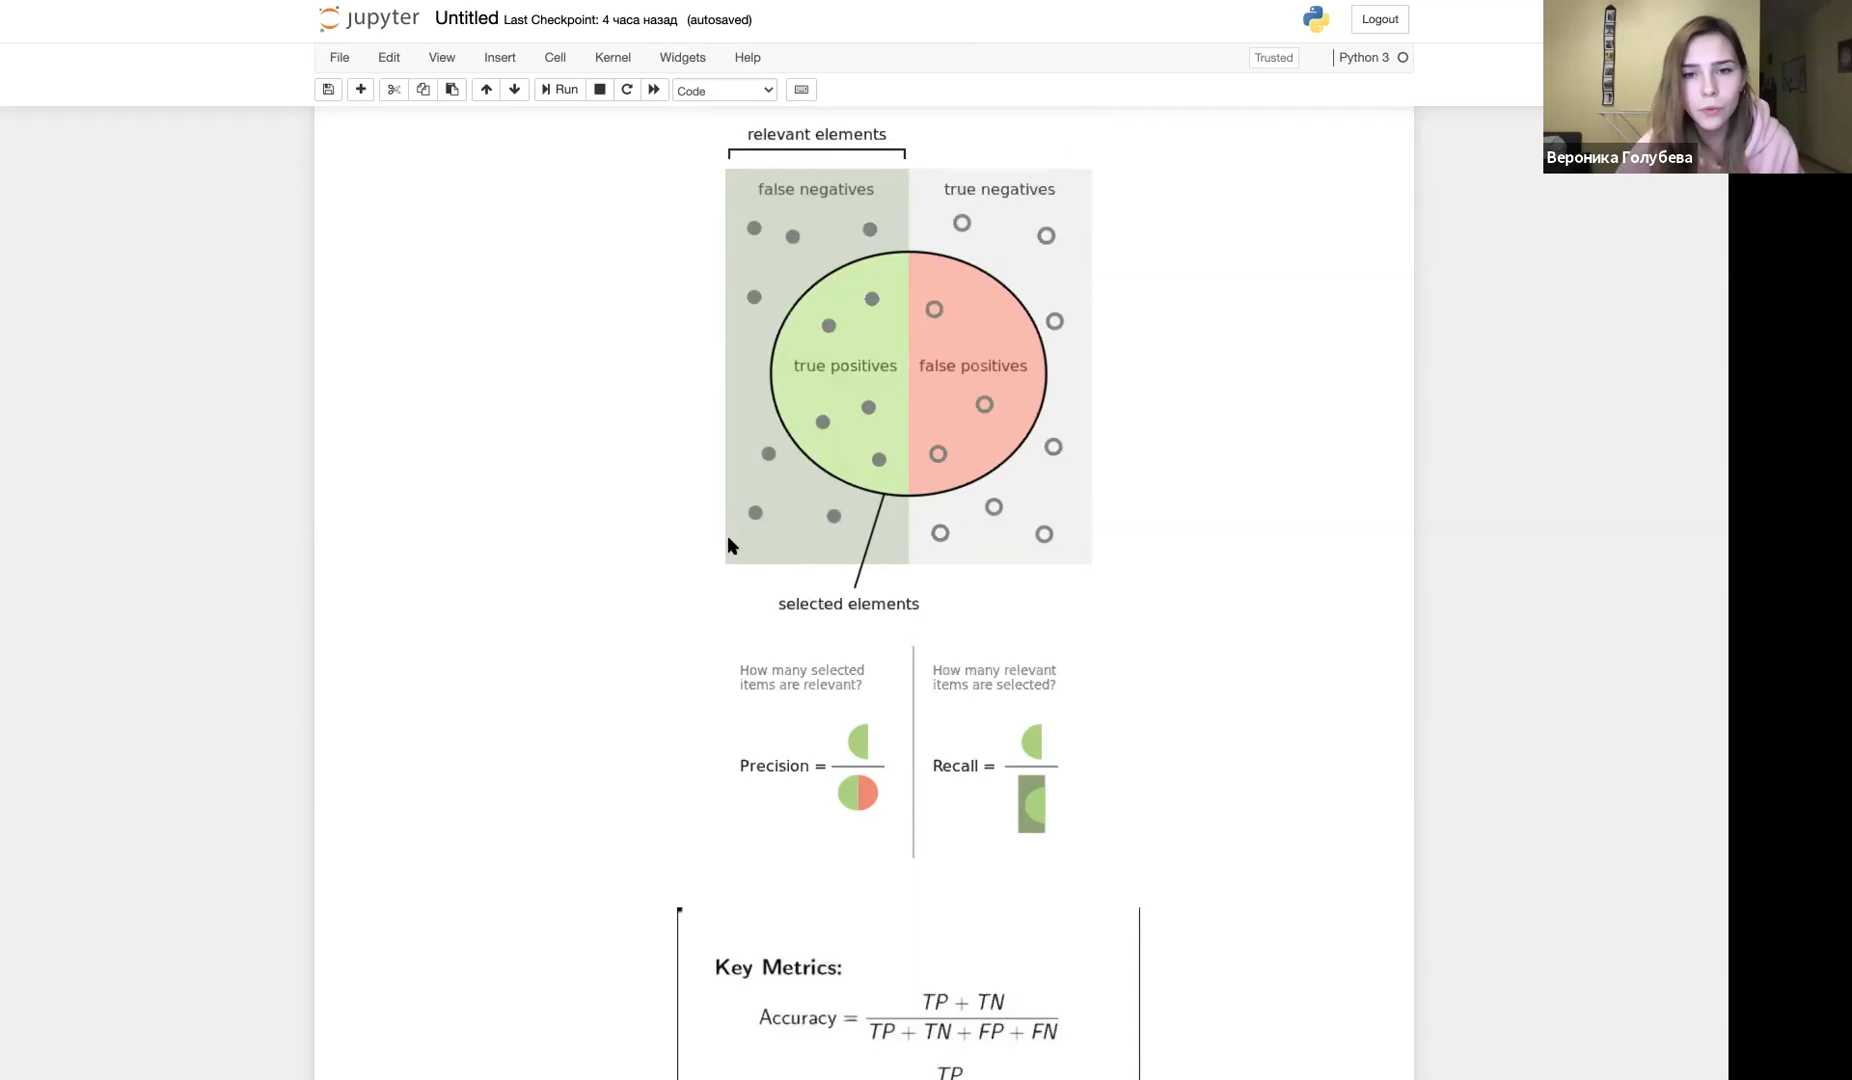 jupyter Untitled Last Checkpoint: 4 часа назад (autosaved)
Logout
File Edit View Insert Cell Kernel Widgets Help
Trusted
Python 3
Run
Code
Вероника Голубева
relevant elements
false negatives
true negatives
true positives
false positives
selected elements
How many selected
items are relevant?
How many relevant
items are selected?
Precision =
Recall =
Key Metrics:
Accuracy = TP + TN
TP + TN + FP + FN
TP